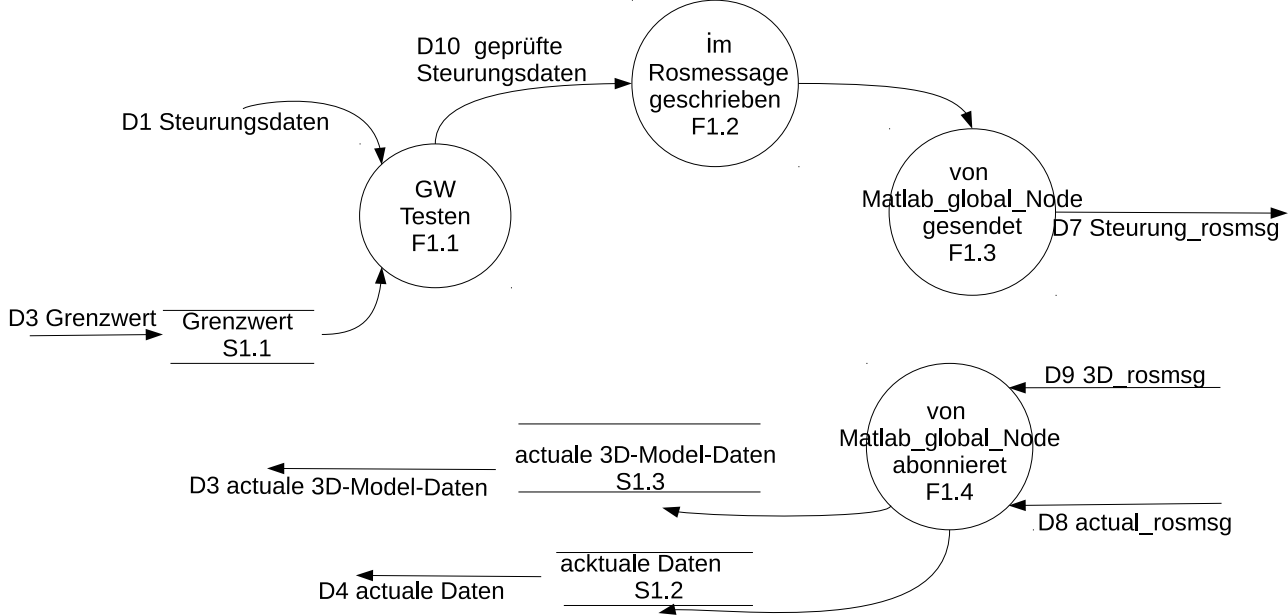 D10 geprüfte
Steurungsdaten
im
Rosmessage
geschrieben
F1.2
D1 Steurungsdaten
GW
Testen
F1.1
von
Matlab_global_Node
gesendet
F1.3
D7 Steurung_rosmsg
D3 Grenzwert
Grenzwert
S1.1
D9 3D_rosmsg
von
Matlab_global_Node
abonnieret
F1.4
D8 actual_rosmsg
actuale 3D-Model-Daten
S1.3
D3 actuale 3D-Model-Daten
acktuale Daten
S1.2
D4 actuale Daten